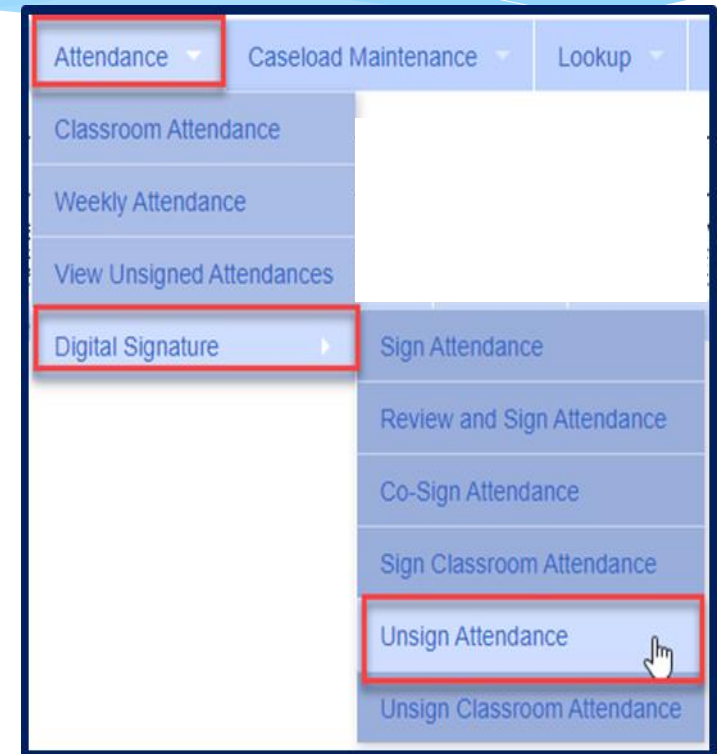 Attendance Caseload Maintenance Lookup
Classroom Attendance
Weekly Attendance
View Unsigned Attendances
Digital Signature
Sign Attendance
Review and Sign Attendance
Co-Sign Attendance
Sign Classroom Attendance
Unsign Attendance
Unsign Classroom Attendance